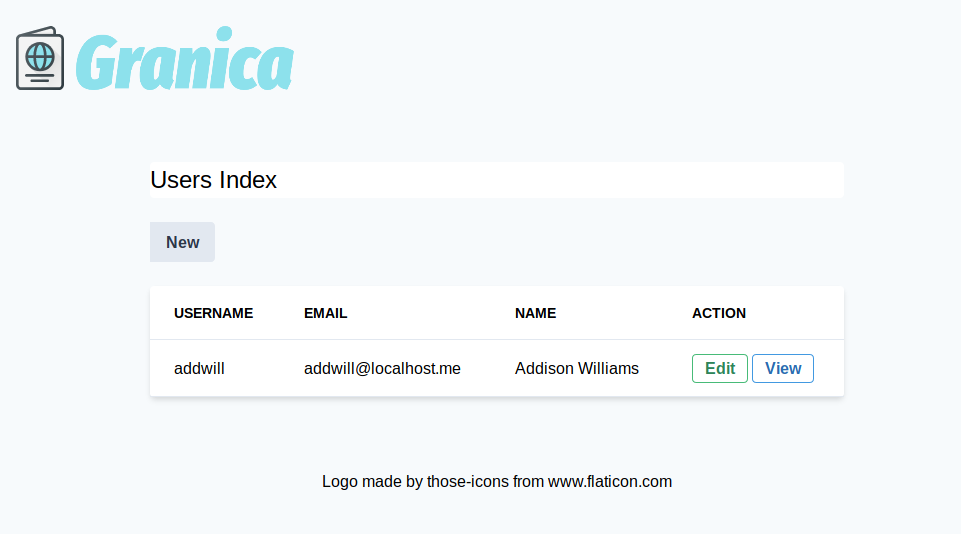 Granica
Users Index
New
USERNAME EMAIL NAME ACTION
addwill addwill@localhost.me Addison Williams Edit View
Logo made by those-icons from www.flaticon.com